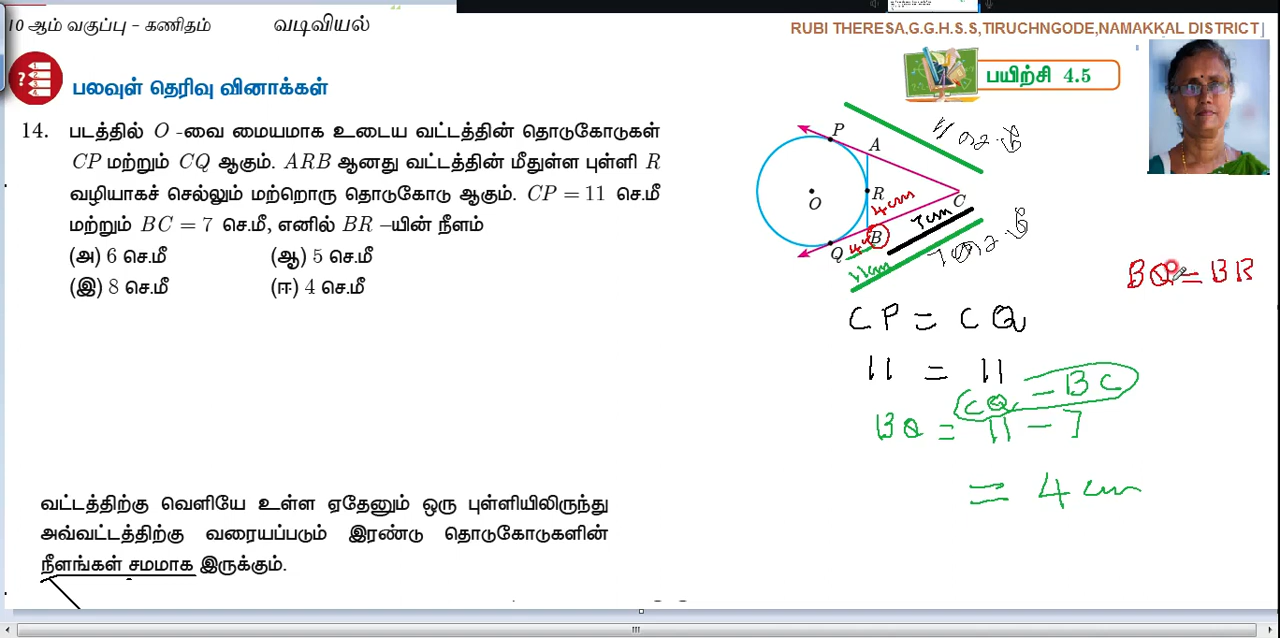 10 ஆம் வகுப்பு - கணிதம் வடிவியல்
RUBI THERESA.G.G.H.S.S,TIRUCHNGODE,NAMAKKAL DISTRICT
பலவுள் தெரிவு வினாக்கள்
பயிற்சி 4.5
14. படத்தில் O -வை மையமாக உடைய வட்டத்தின் தொடுகோடுகள்
CP மற்றும் CQ ஆகும். ARB ஆனது வட்டத்தின் மீதுள்ள புள்ளி R
வழியாகச் செல்லும் மற்றொரு தொடுகோடு ஆகும். CP = 11 செ.மீ
மற்றும் BC = 7 செ.மீ, எனில் BR –யின் நீளம்
(அ) 6 செ.மீ (ஆ) 5 செ.மீ
(இ) 8 செ.மீ (ஈ) 4 செ.மீ
P
A
R
4cm
C
O
7cm
B
Q
11cm
BQ = BR
CP = CQ
11 = 11
CQ - BC
BQ = 11 - 7
= 4 cm
வட்டத்திற்கு வெளியே உள்ள ஏதேனும் ஒரு புள்ளியிலிருந்து
அவ்வட்டத்திற்கு வரையப்படும் இரண்டு தொடுகோடுகளின்
நீளங்கள் சமமாக இருக்கும்.